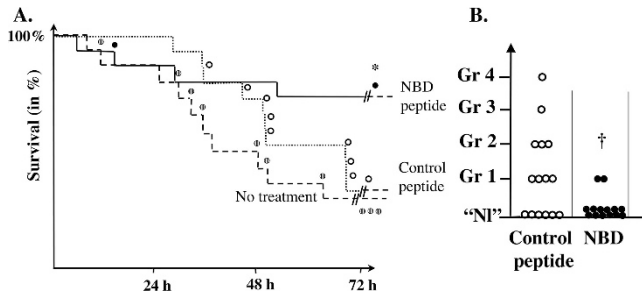 A.
100%
Survival (in %)
*
NBD
peptide
Control
peptide
No treatment
24 h
48 h
72 h
B.
Gr 4
Gr 3
Gr 2
†
Gr 1
“Nl”
Control
peptide
NBD